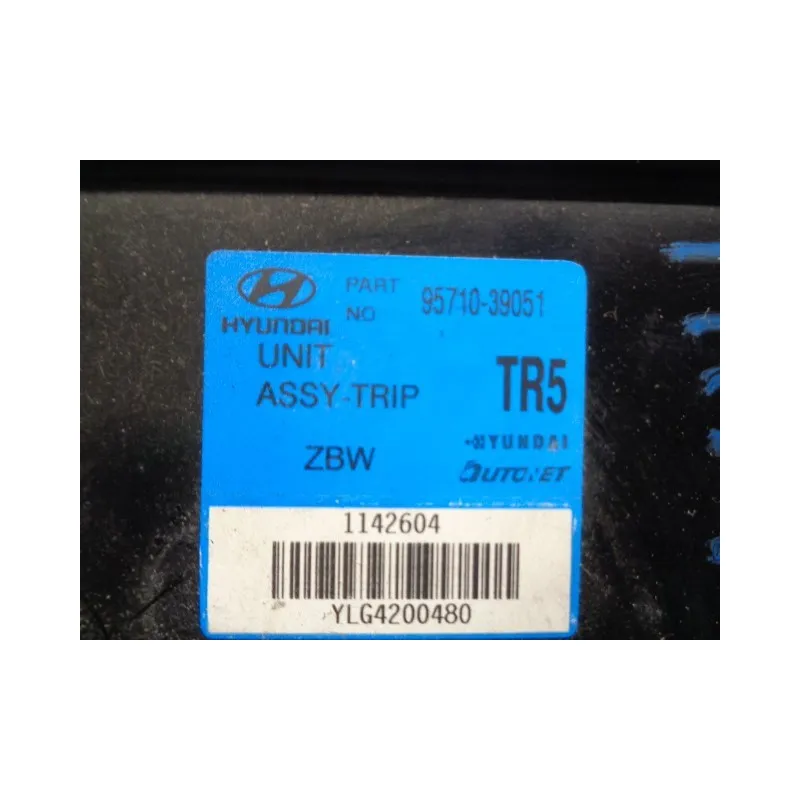 HYUNDAI
PART NO 95710-39051
UNIT
ASSY-TRIP TR5
ZBW
HYUNDAI
AUTONET
1142604
YLG4200480